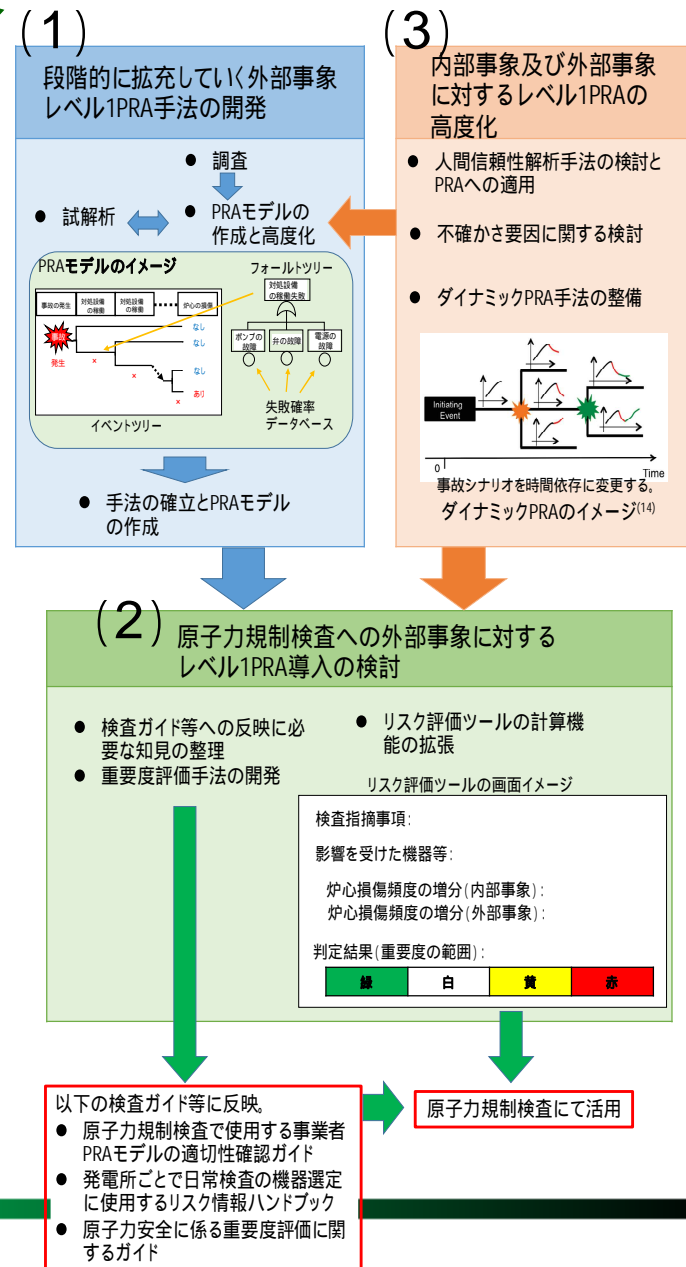 (1)
段階的に拡充していく外部事象
レベル1PRA手法の開発
● 調査
● 試解析
● PRAモデルの
作成と高度化
PRAモデルのイメージ
フォールトツリー
事故の発生
対処設備
の稼働
対処設備
の稼働
炉心の損傷
事故
発生
×
×
×
なし
なし
なし
あり
イベントツリー
対処設備
の稼働失敗
ポンプの
故障
弁の故障
電源の
故障
失敗確率
データベース
● 手法の確立とPRAモデル
の作成
(3)
内部事象及び外部事象
に対するレベル1PRAの
高度化
● 人間信頼性解析手法の検討と
PRAへの適用
● 不確かさ要因に関する検討
● ダイナミックPRA手法の整備
Initiating
Event
0
Time
事故シナリオを時間依存に変更する。
ダイナミックPRAのイメージ(14)
(2)
原子力規制検査への外部事象に対する
レベル1PRA導入の検討
● 検査ガイド等への反映に必
要な知見の整理
● 重要度評価手法の開発
● リスク評価ツールの計算機
能の拡張
リスク評価ツールの画面イメージ
検査指摘事項:
影響を受けた機器等:
炉心損傷頻度の増分(内部事象):
炉心損傷頻度の増分(外部事象):
判定結果(重要度の範囲):
緑 白 黄 赤
以下の検査ガイド等に反映。
● 原子力規制検査で使用する事業者
PRAモデルの適切性確認ガイド
● 発電所ごとで日常検査の機器選定
に使用するリスク情報ハンドブック
● 原子力安全に係る重要度評価に関
するガイド
原子力規制検査にて活用